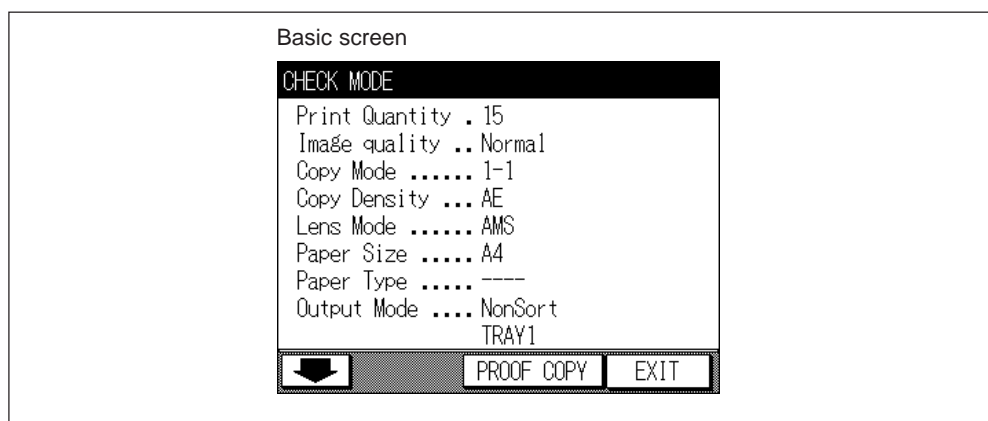 Basic screen
CHECK MODE
Print Quantity . 15
Image quality .. Normal
Copy Mode ...... 1-1
Copy Density ... AE
Lens Mode ...... AMS
Paper Size ..... A4
Paper Type ..... ----
Output Mode .... NonSort
TRAY1
PROOF COPY EXIT